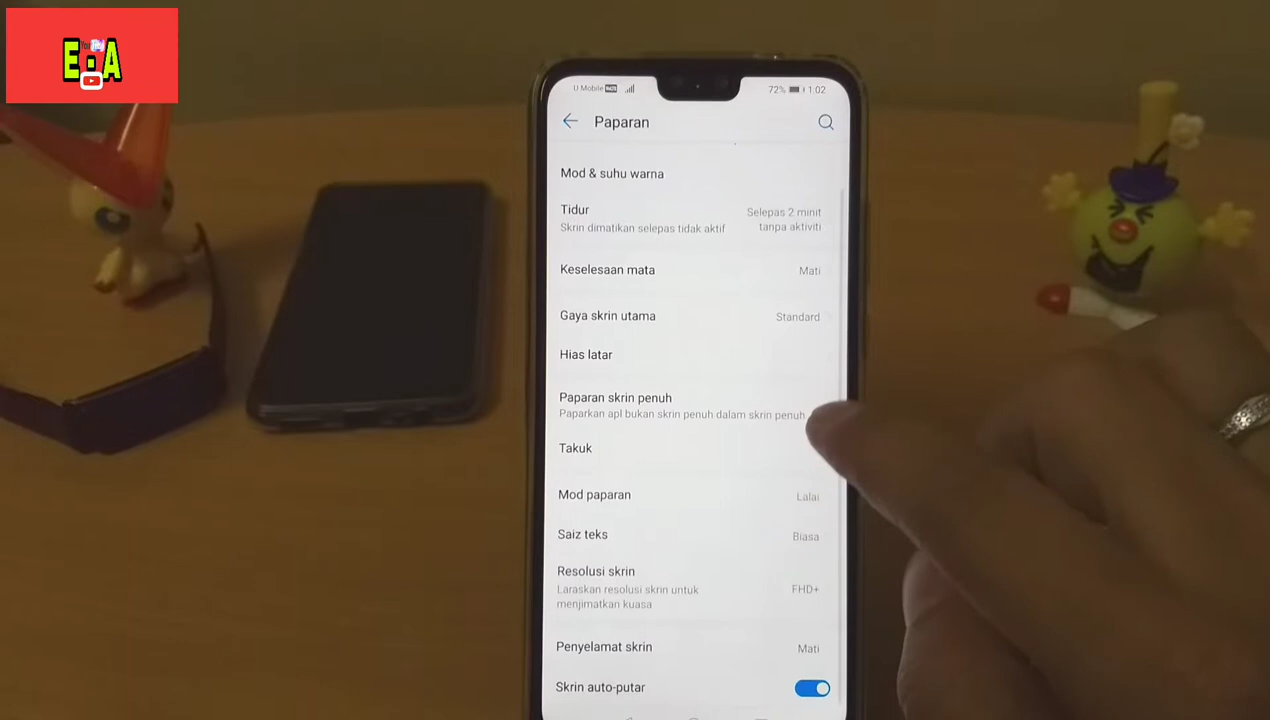 E.A
U Mobile
72%
1.02
Paparan
Mod & suhu warna
Tidur
Skrin dimatikan selepas tidak aktif
Selepas 2 minit
tanpa aktiviti
Keselesaan mata
Mati
Gaya skrin utama
Standard
Hias latar
Paparan skrin penuh
Paparkan apl bukan skrin penuh dalam skrin penuh
Takuk
Mod paparan
Lalai
Saiz teks
Biasa
Resolusi skrin
Laraskan resolusi skrin untuk
menjimatkan kuasa
FHD+
Penyelamat skrin
Mati
Skrin auto-putar